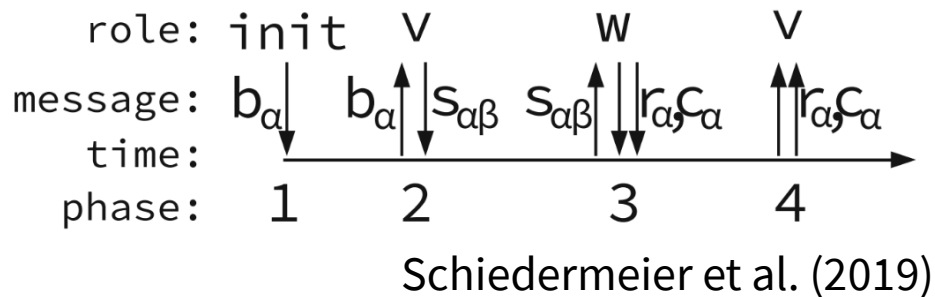 role: init v w v
message: bα bα sαβ sαβ rα,cα rα,cα
time:
phase: 1 2 3 4
Schiedermeier et al. (2019)